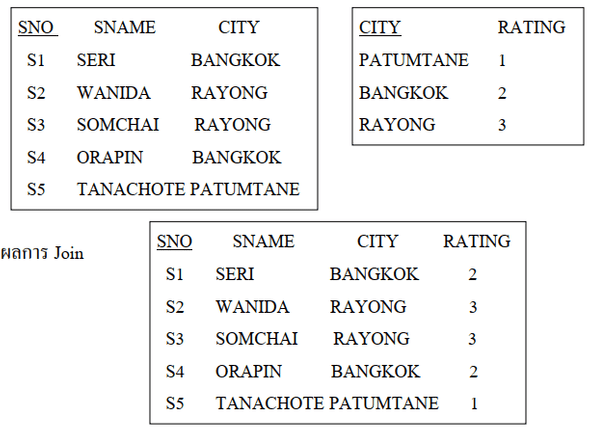 SNO SNAME CITY
S1 SERI BANGKOK
S2 WANIDA RAYONG
S3 SOMCHAI RAYONG
S4 ORAPIN BANGKOK
S5 TANACHOTE PATUMTANE
CITY RATING
PATUMTANE 1
BANGKOK 2
RAYONG 3
ผลการ Join
SNO SNAME CITY RATING
S1 SERI BANGKOK 2
S2 WANIDA RAYONG 3
S3 SOMCHAI RAYONG 3
S4 ORAPIN BANGKOK 2
S5 TANACHOTE PATUMTANE 1